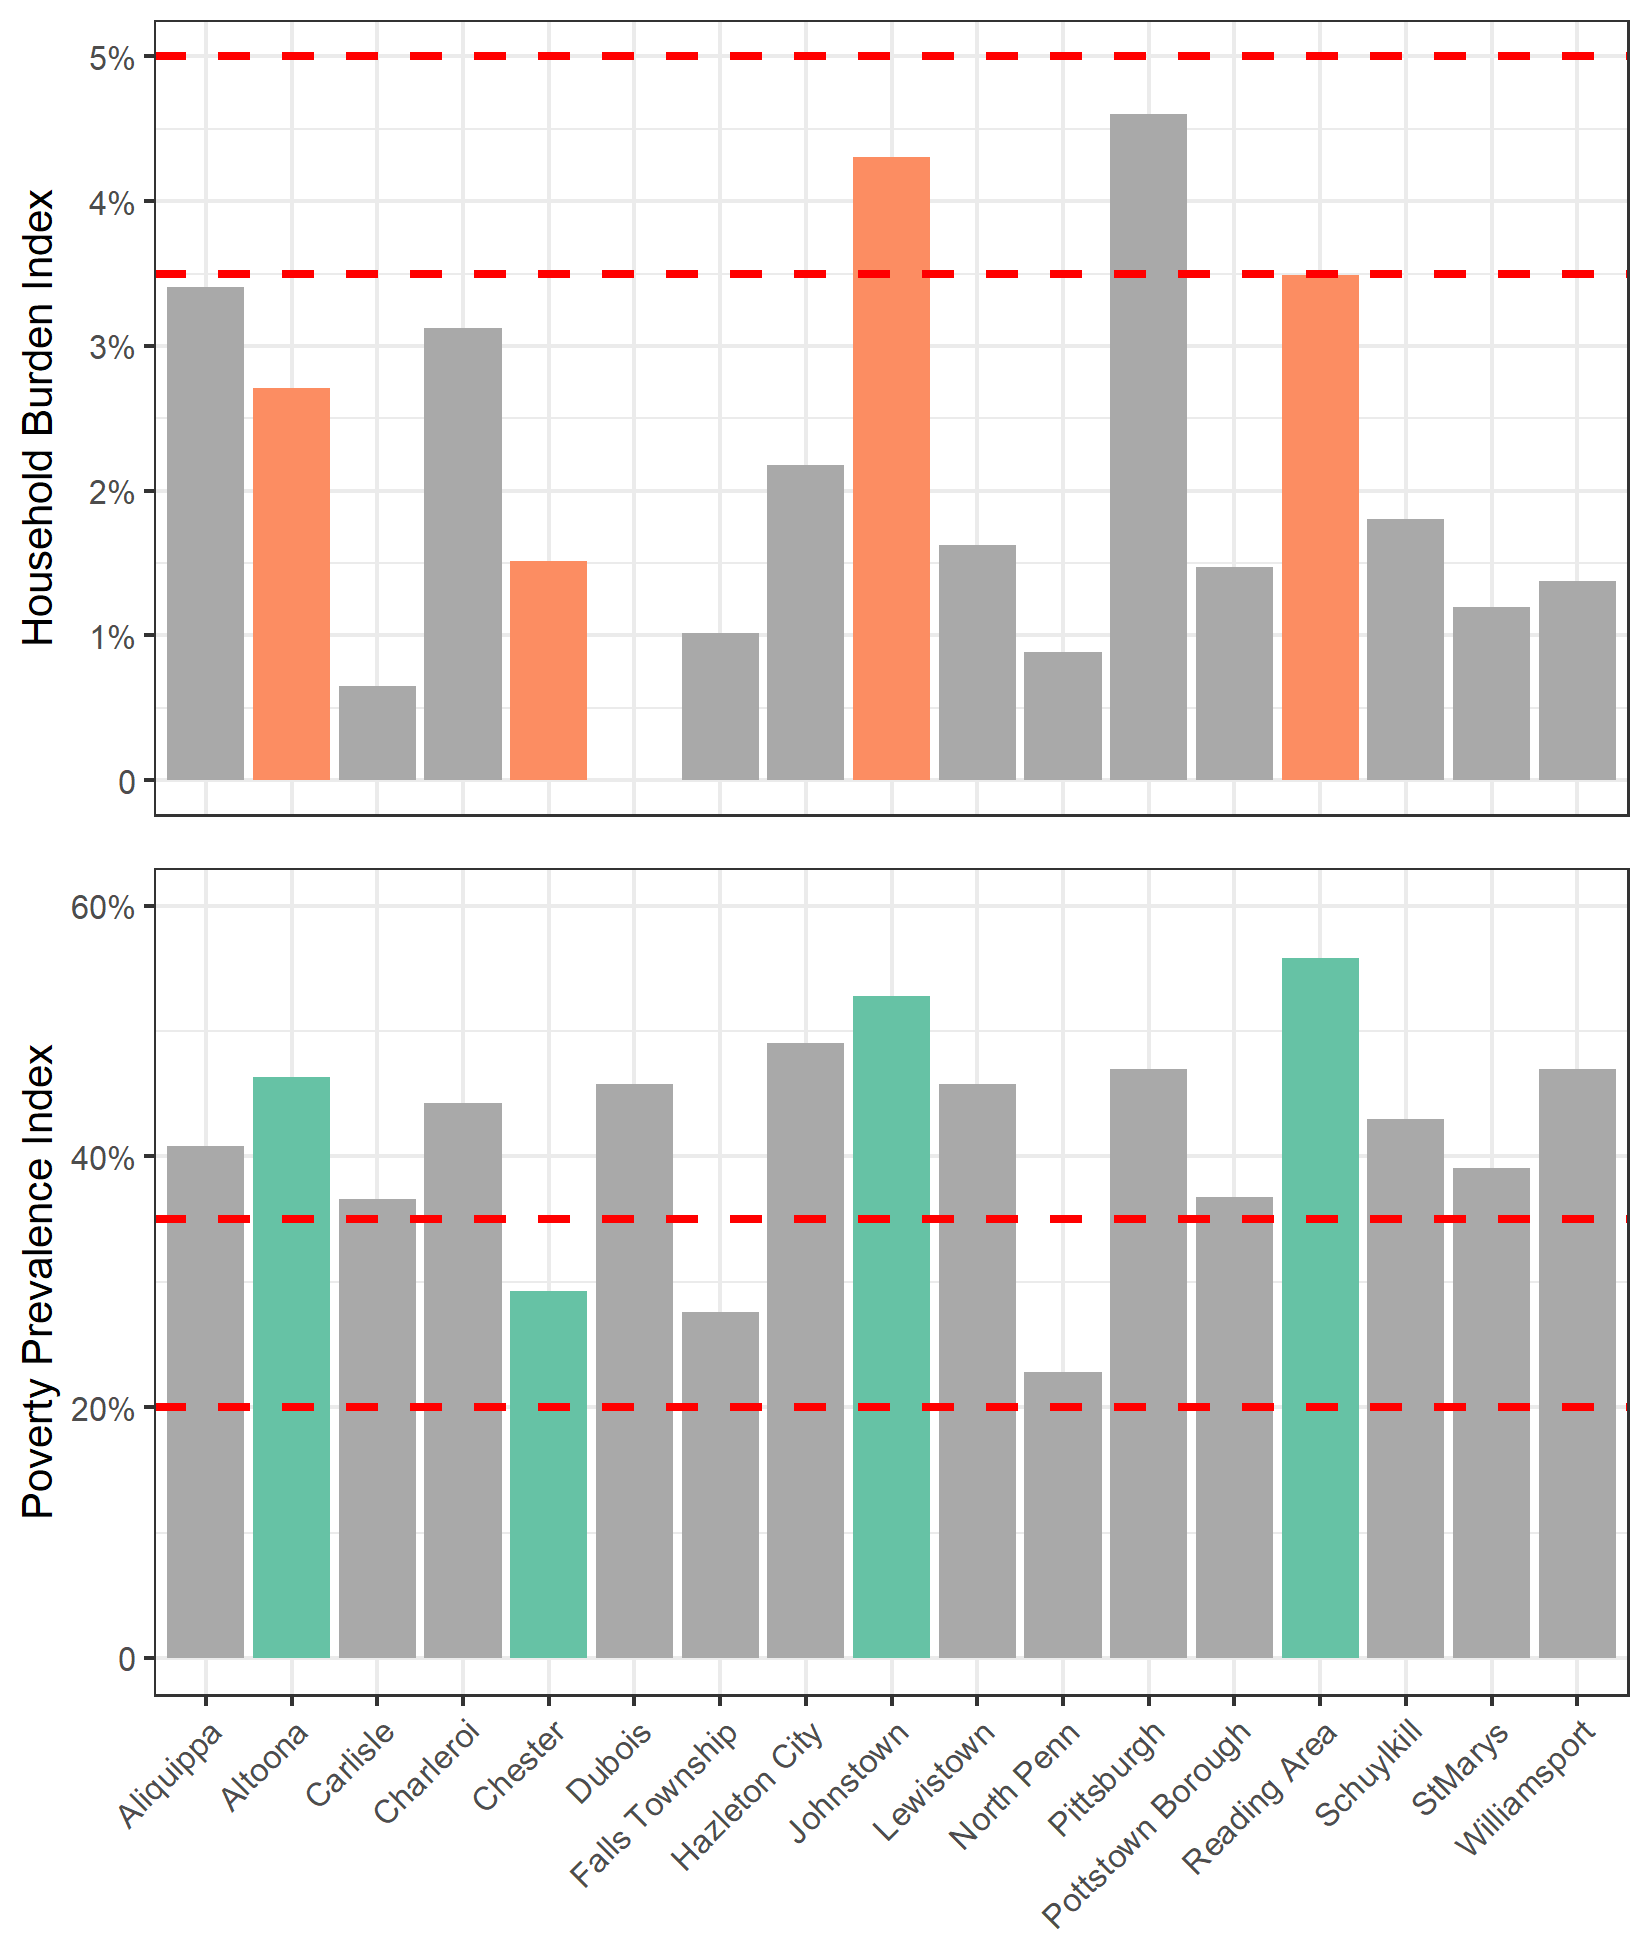 Household Burden Index
5%
4%
3%
2%
1%
0
Poverty Prevalence Index
60%
40%
20%
0
Aliquippa
Altoona
Carlisle
Charleroi
Chester
Dubois
Falls Township
Hazleton City
Johnstown
Lewistown
North Penn
Pittsburgh
Pottstown Borough
Reading Area
Schuylkill
StMarys
Williamsport